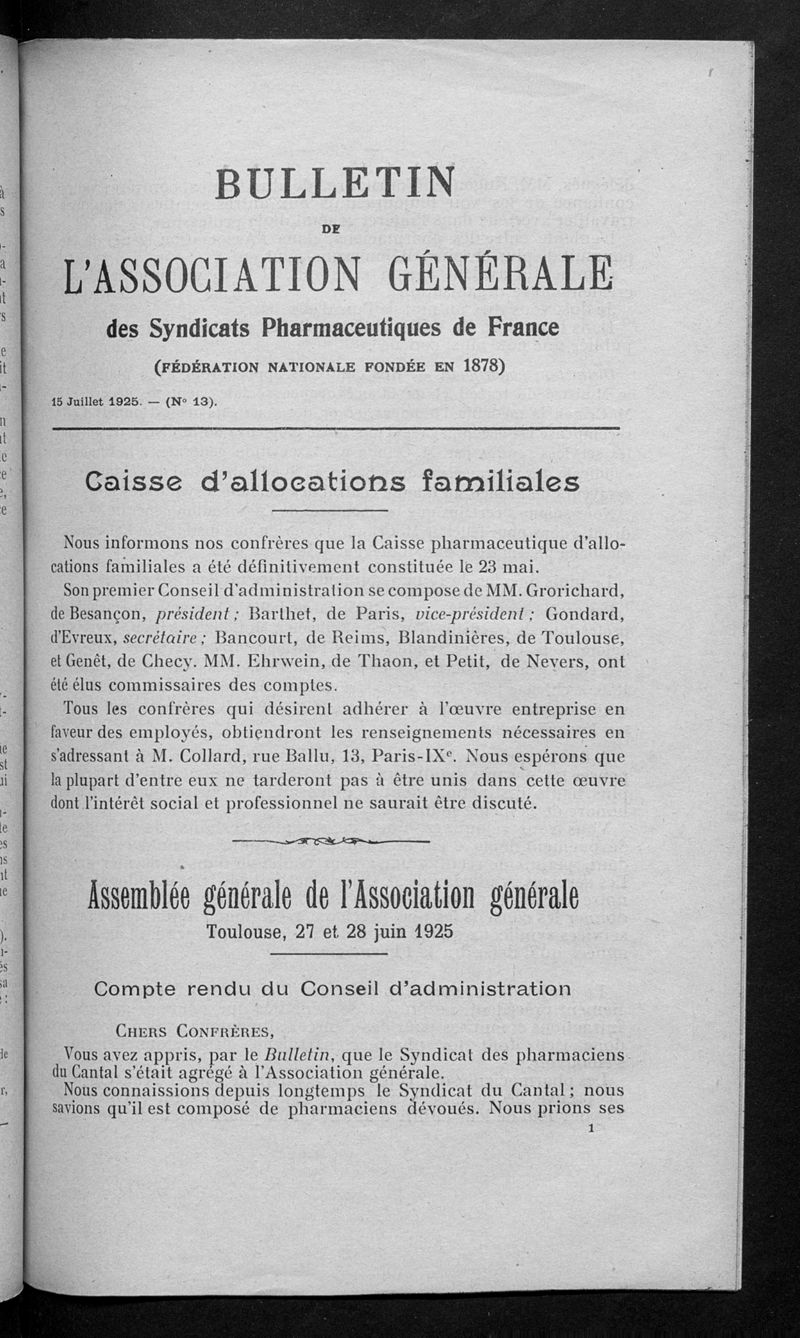 BULLETIN
DE
L'ASSOCIATION GÉNÉRALE
des Syndicats Pharmaceutiques de France
(FÉDÉRATION NATIONALE FONDÉE EN 1878)
15 Juillet 1925. — (N° 13).
Caisse d'allocations familiales
Nous informons nos confrères que la Caisse pharmaceutique d'allo-
cations familiales a été définitivement constituée le 23 mai.
Son premier Conseil d'administration se compose de MM. Grorichard,
de Besançon, président ; Barthet, de Paris, vice-président ; Gondard,
d'Evreux, secrétaire ; Bancourt, de Reims, Blandinières, de Toulouse,
et Genêt, de Checy. MM. Ehrwein, de Thaon, et Petit, de Nevers, ont
été élus commissaires des comptes.
Tous les confrères qui désirent adhérer à l'œuvre entreprise en
faveur des employés, obtiendront les renseignements nécessaires en
s'adressant à M. Collard, rue Ballu, 13, Paris-IXe. Nous espérons que
la plupart d'entre eux ne tarderont pas à être unis dans cette œuvre
dont l'intérêt social et professionnel ne saurait être discuté.
Assemblée générale de l'Association générale
Toulouse, 27 et 28 juin 1925
Compte rendu du Conseil d'administration
CHERS CONFRÈRES,
Vous avez appris, par le Bulletin, que le Syndicat des pharmaciens
du Cantal s'était agrégé à l'Association générale.
Nous connaissions depuis longtemps le Syndicat du Cantal ; nous
savions qu'il est composé de pharmaciens dévoués. Nous prions ses
1